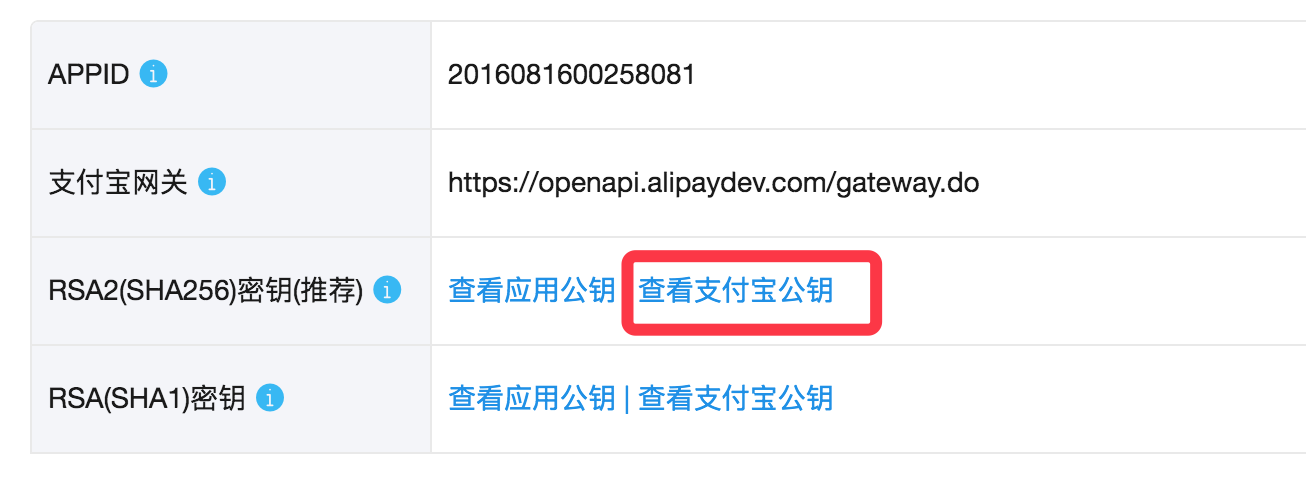 APPID
2016081600258081
支付宝网关
https://openapi.alipaydev.com/gateway.do
RSA2(SHA256)密钥(推荐)
查看应用公钥 查看支付宝公钥
RSA(SHA1)密钥
查看应用公钥 | 查看支付宝公钥